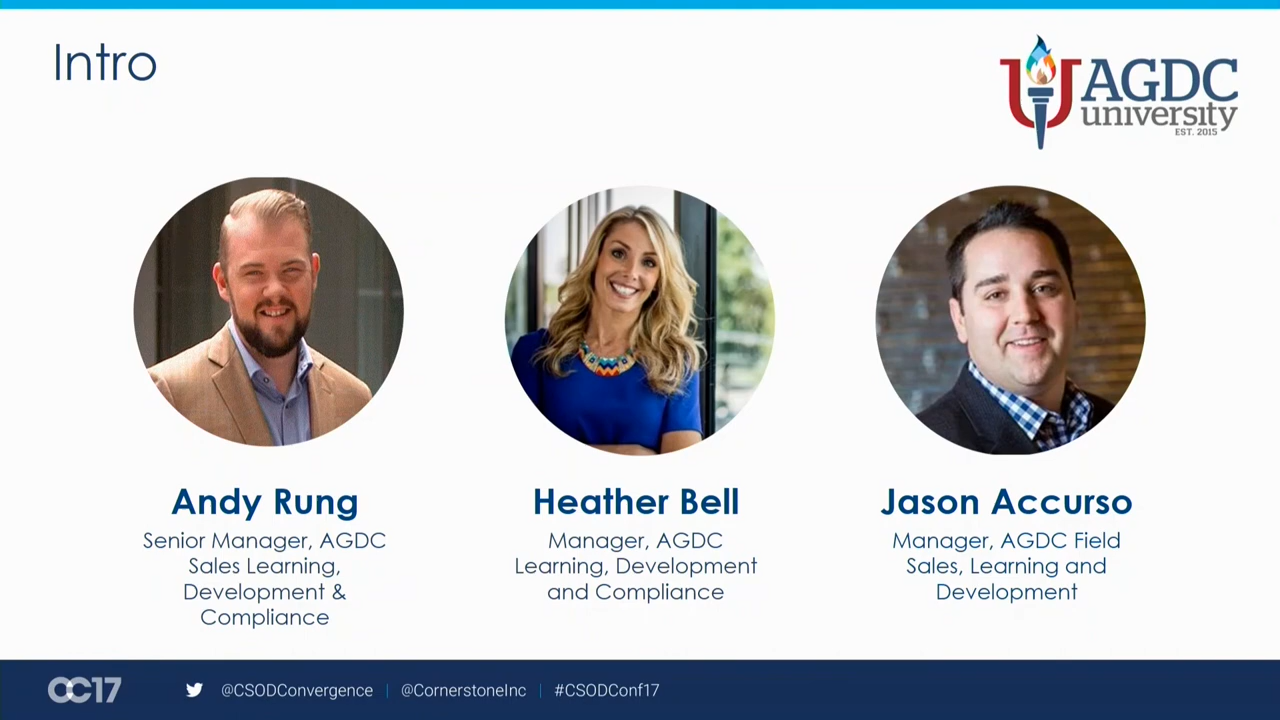 Intro
AGDC
university
EST. 2015
Andy Rung
Senior Manager, AGDC
Sales Learning,
Development &
Compliance
Heather Bell
Manager, AGDC
Learning, Development
and Compliance
Jason Accurso
Manager, AGDC Field
Sales, Learning and
Development
CC17
@CSODConvergence | @CornerstoneInc | #CSODConf17